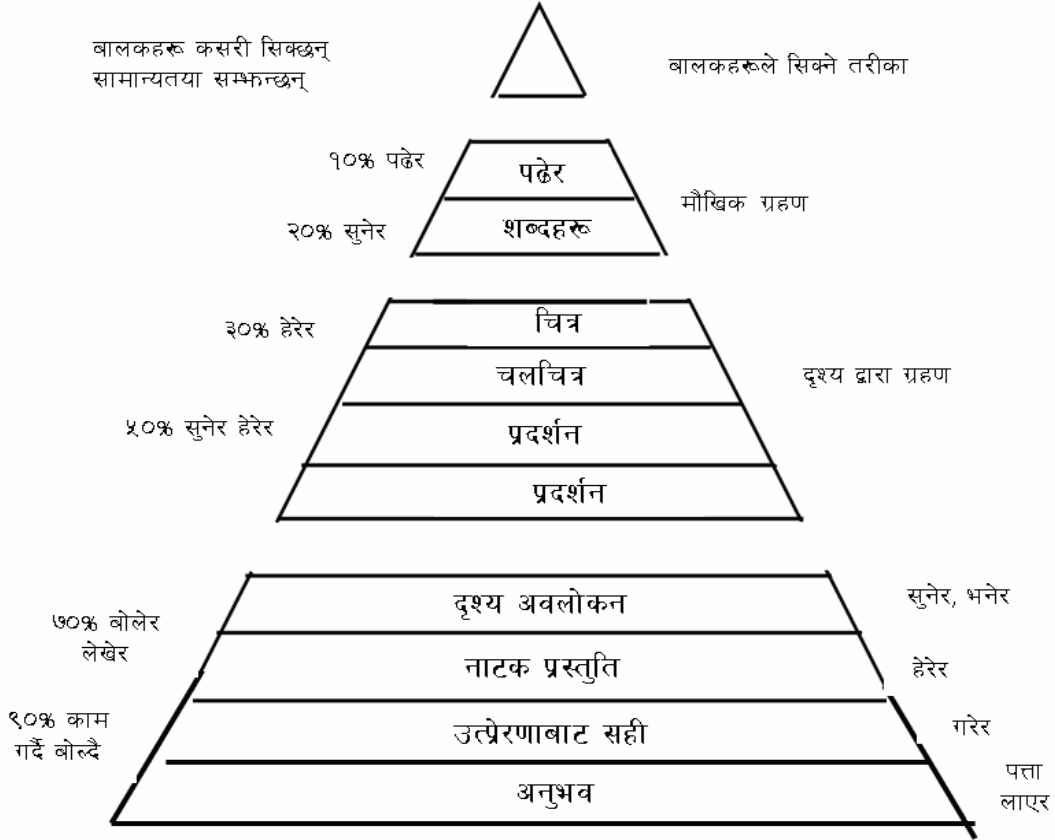 बालकहरू कसरी सिक्छन्
सामान्यतया सम्झन्छन्
बालकहरूले सिक्ने तरीका
१०% पढेर
पढेर
मौखिक ग्रहण
२०% सुनेर
शब्दहरू
३०% हेरेर
चित्र
चलचित्र
दृश्य द्वारा ग्रहण
५०% सुनेर हेरेर
प्रदर्शन
प्रदर्शन
दृश्य अवलोकन
सुनेर, भनेर
७०% बोलेर
लेखेर
नाटक प्रस्तुति
हेरेर
९०% काम
गर्दै बोल्दै
उत्प्रेरणाबाट सही
गरेर
अनुभव
पत्ता
लाएर